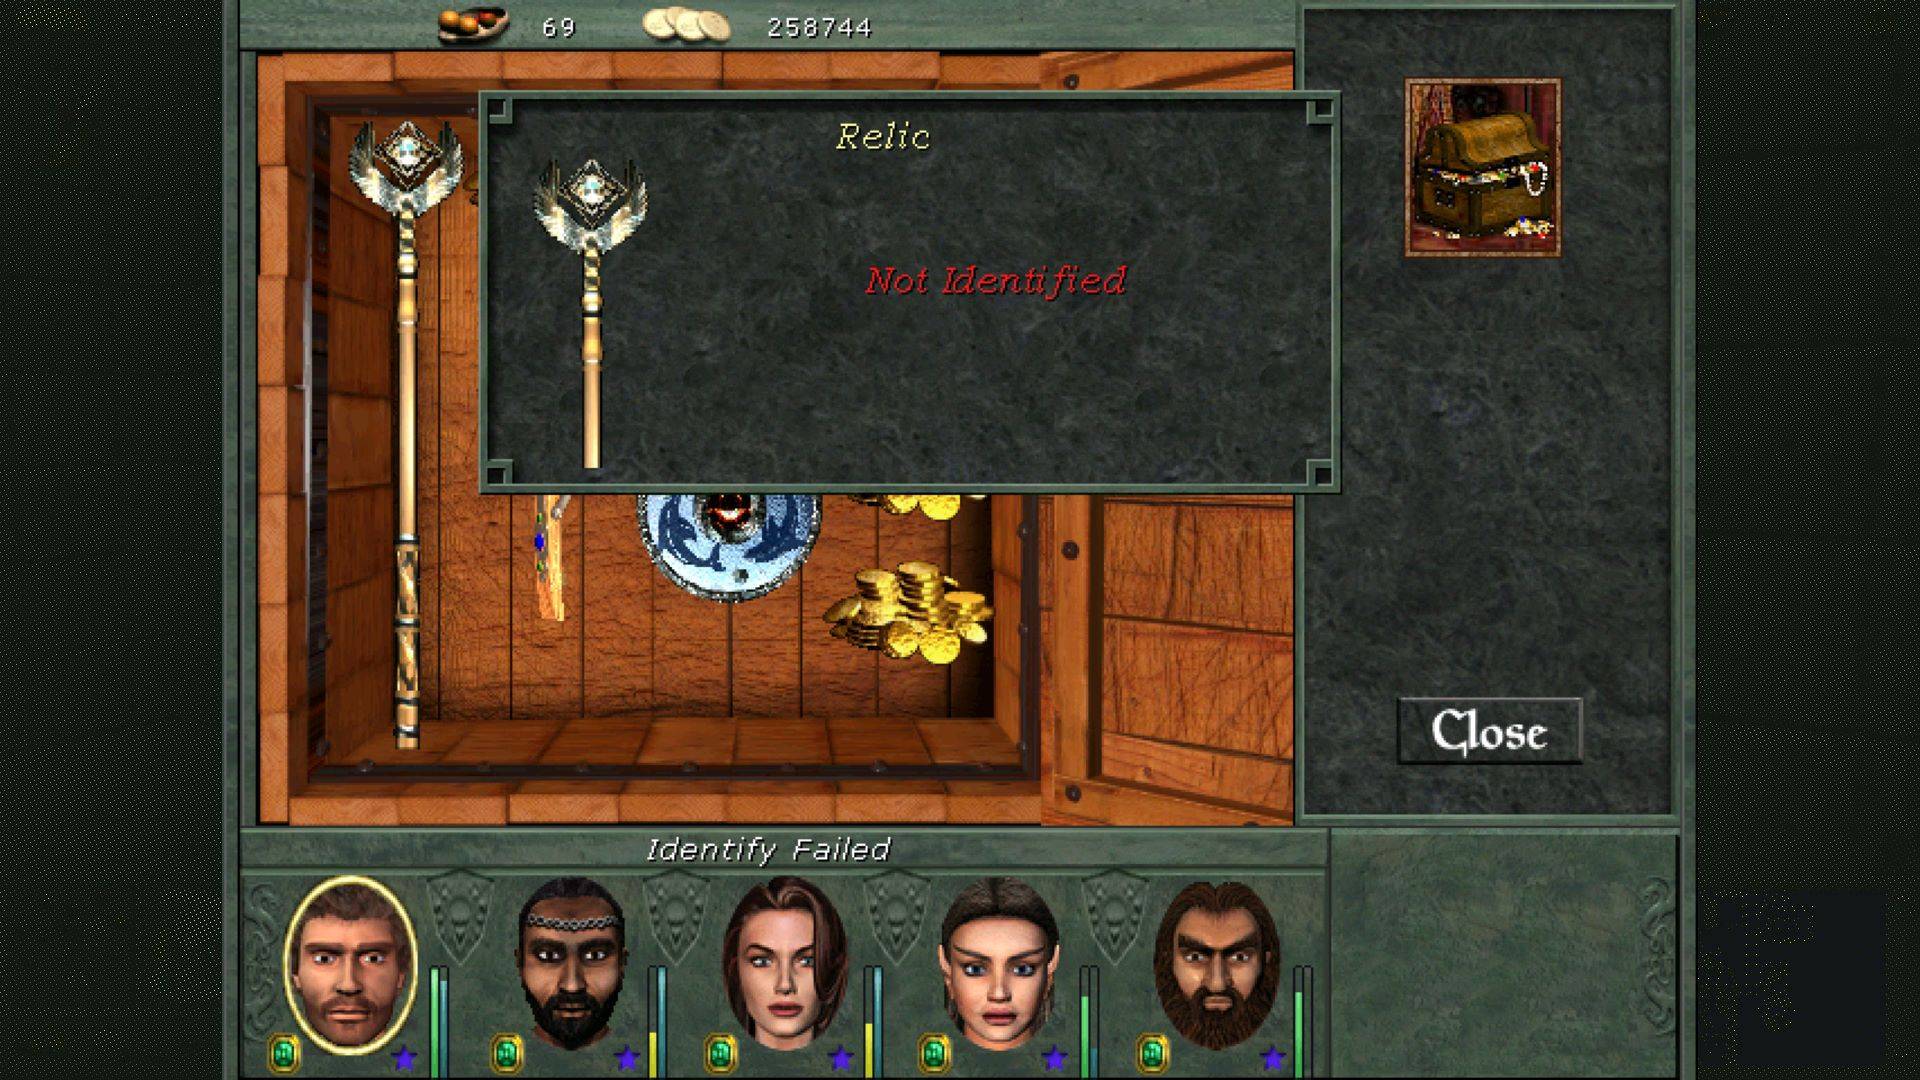 69
258744
Relic
Not Identified
Close
Identify Failed